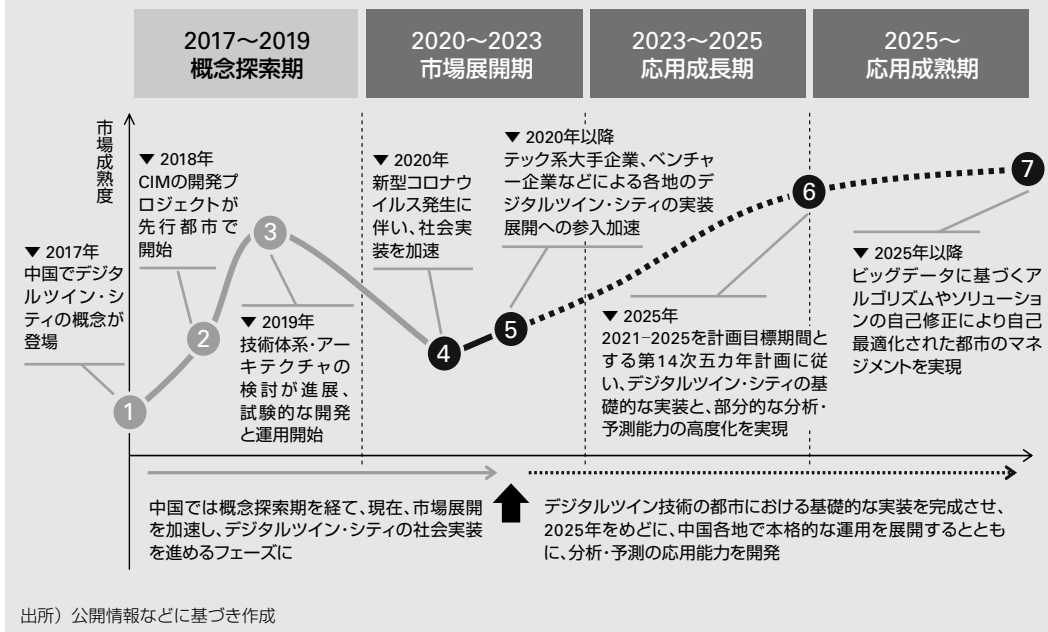 2017〜2019
概念探索期
2020〜2023
市場展開期
2023〜2025
応用成長期
2025〜
応用成熟期
市場成熟度
▼ 2017年
中国でデジタ
ルツイン・シ
ティの概念が
登場
▼ 2018年
CIMの開発プ
ロジェクトが
先行都市で
開始
▼ 2019年
技術体系・アー
キテクチャの
検討が進展、
試験的な開発
と運用開始
▼ 2020年
新型コロナウ
イルス発生に
伴い、社会実
装を加速
▼ 2020年以降
テック系大手企業、ベンチャ
ー企業などによる各地のデ
ジタルツイン・シティの実装
展開への参入加速
▼ 2025年
2021–2025を計画目標期間と
する第14次五カ年計画に従
い、デジタルツイン・シティの基
礎的な実装と、部分的な分析・
予測能力の高度化を実現
▼ 2025年以降
ビッグデータに基づくア
ルゴリズムやソリューショ
ンの自己修正により自己
最適化された都市のマネ
ジメントを実現
1
2
3
4
5
6
7
中国では概念探索期を経て、現在、市場展開
を加速し、デジタルツイン・シティの社会実装
を進めるフェーズに
デジタルツイン技術の都市における基礎的な実装を完成させ、
2025年をめどに、中国各地で本格的な運用を展開するととも
に、分析・予測の応用能力を開発
出所）公開情報などに基づき作成